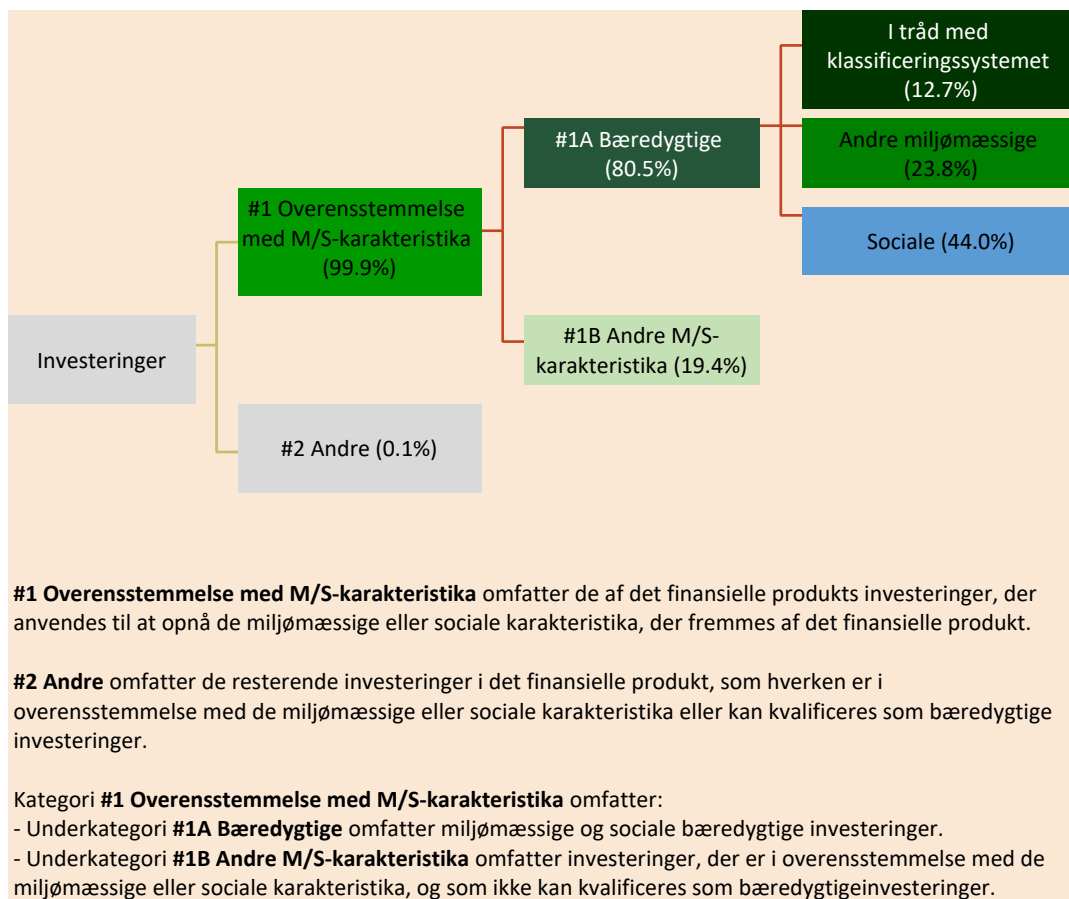 I tråd med
klassificeringssystemet
(12.7%)
#1A Bæredygtige
(80.5%)
Andre miljømæssige
(23.8%)
#1 Overensstemmelse
med M/S-karakteristika
(99.9%)
Sociale (44.0%)
Investeringer
#1B Andre M/S-
karakteristika (19.4%)
#2 Andre (0.1%)
#1 Overensstemmelse med M/S-karakteristika omfatter de af det finansielle produkts investeringer, der
anvendes til at opnå de miljømæssige eller sociale karakteristika, der fremmes af det finansielle produkt.
#2 Andre omfatter de resterende investeringer i det finansielle produkt, som hverken er i
overensstemmelse med de miljømæssige eller sociale karakteristika eller kan kvalificeres som bæredygtige
investeringer.
Kategori #1 Overensstemmelse med M/S-karakteristika omfatter:
- Underkategori #1A Bæredygtige omfatter miljømæssige og sociale bæredygtige investeringer.
- Underkategori #1B Andre M/S-karakteristika omfatter investeringer, der er i overensstemmelse med de
miljømæssige eller sociale karakteristika, og som ikke kan kvalificeres som bæredygtigeinvesteringer.